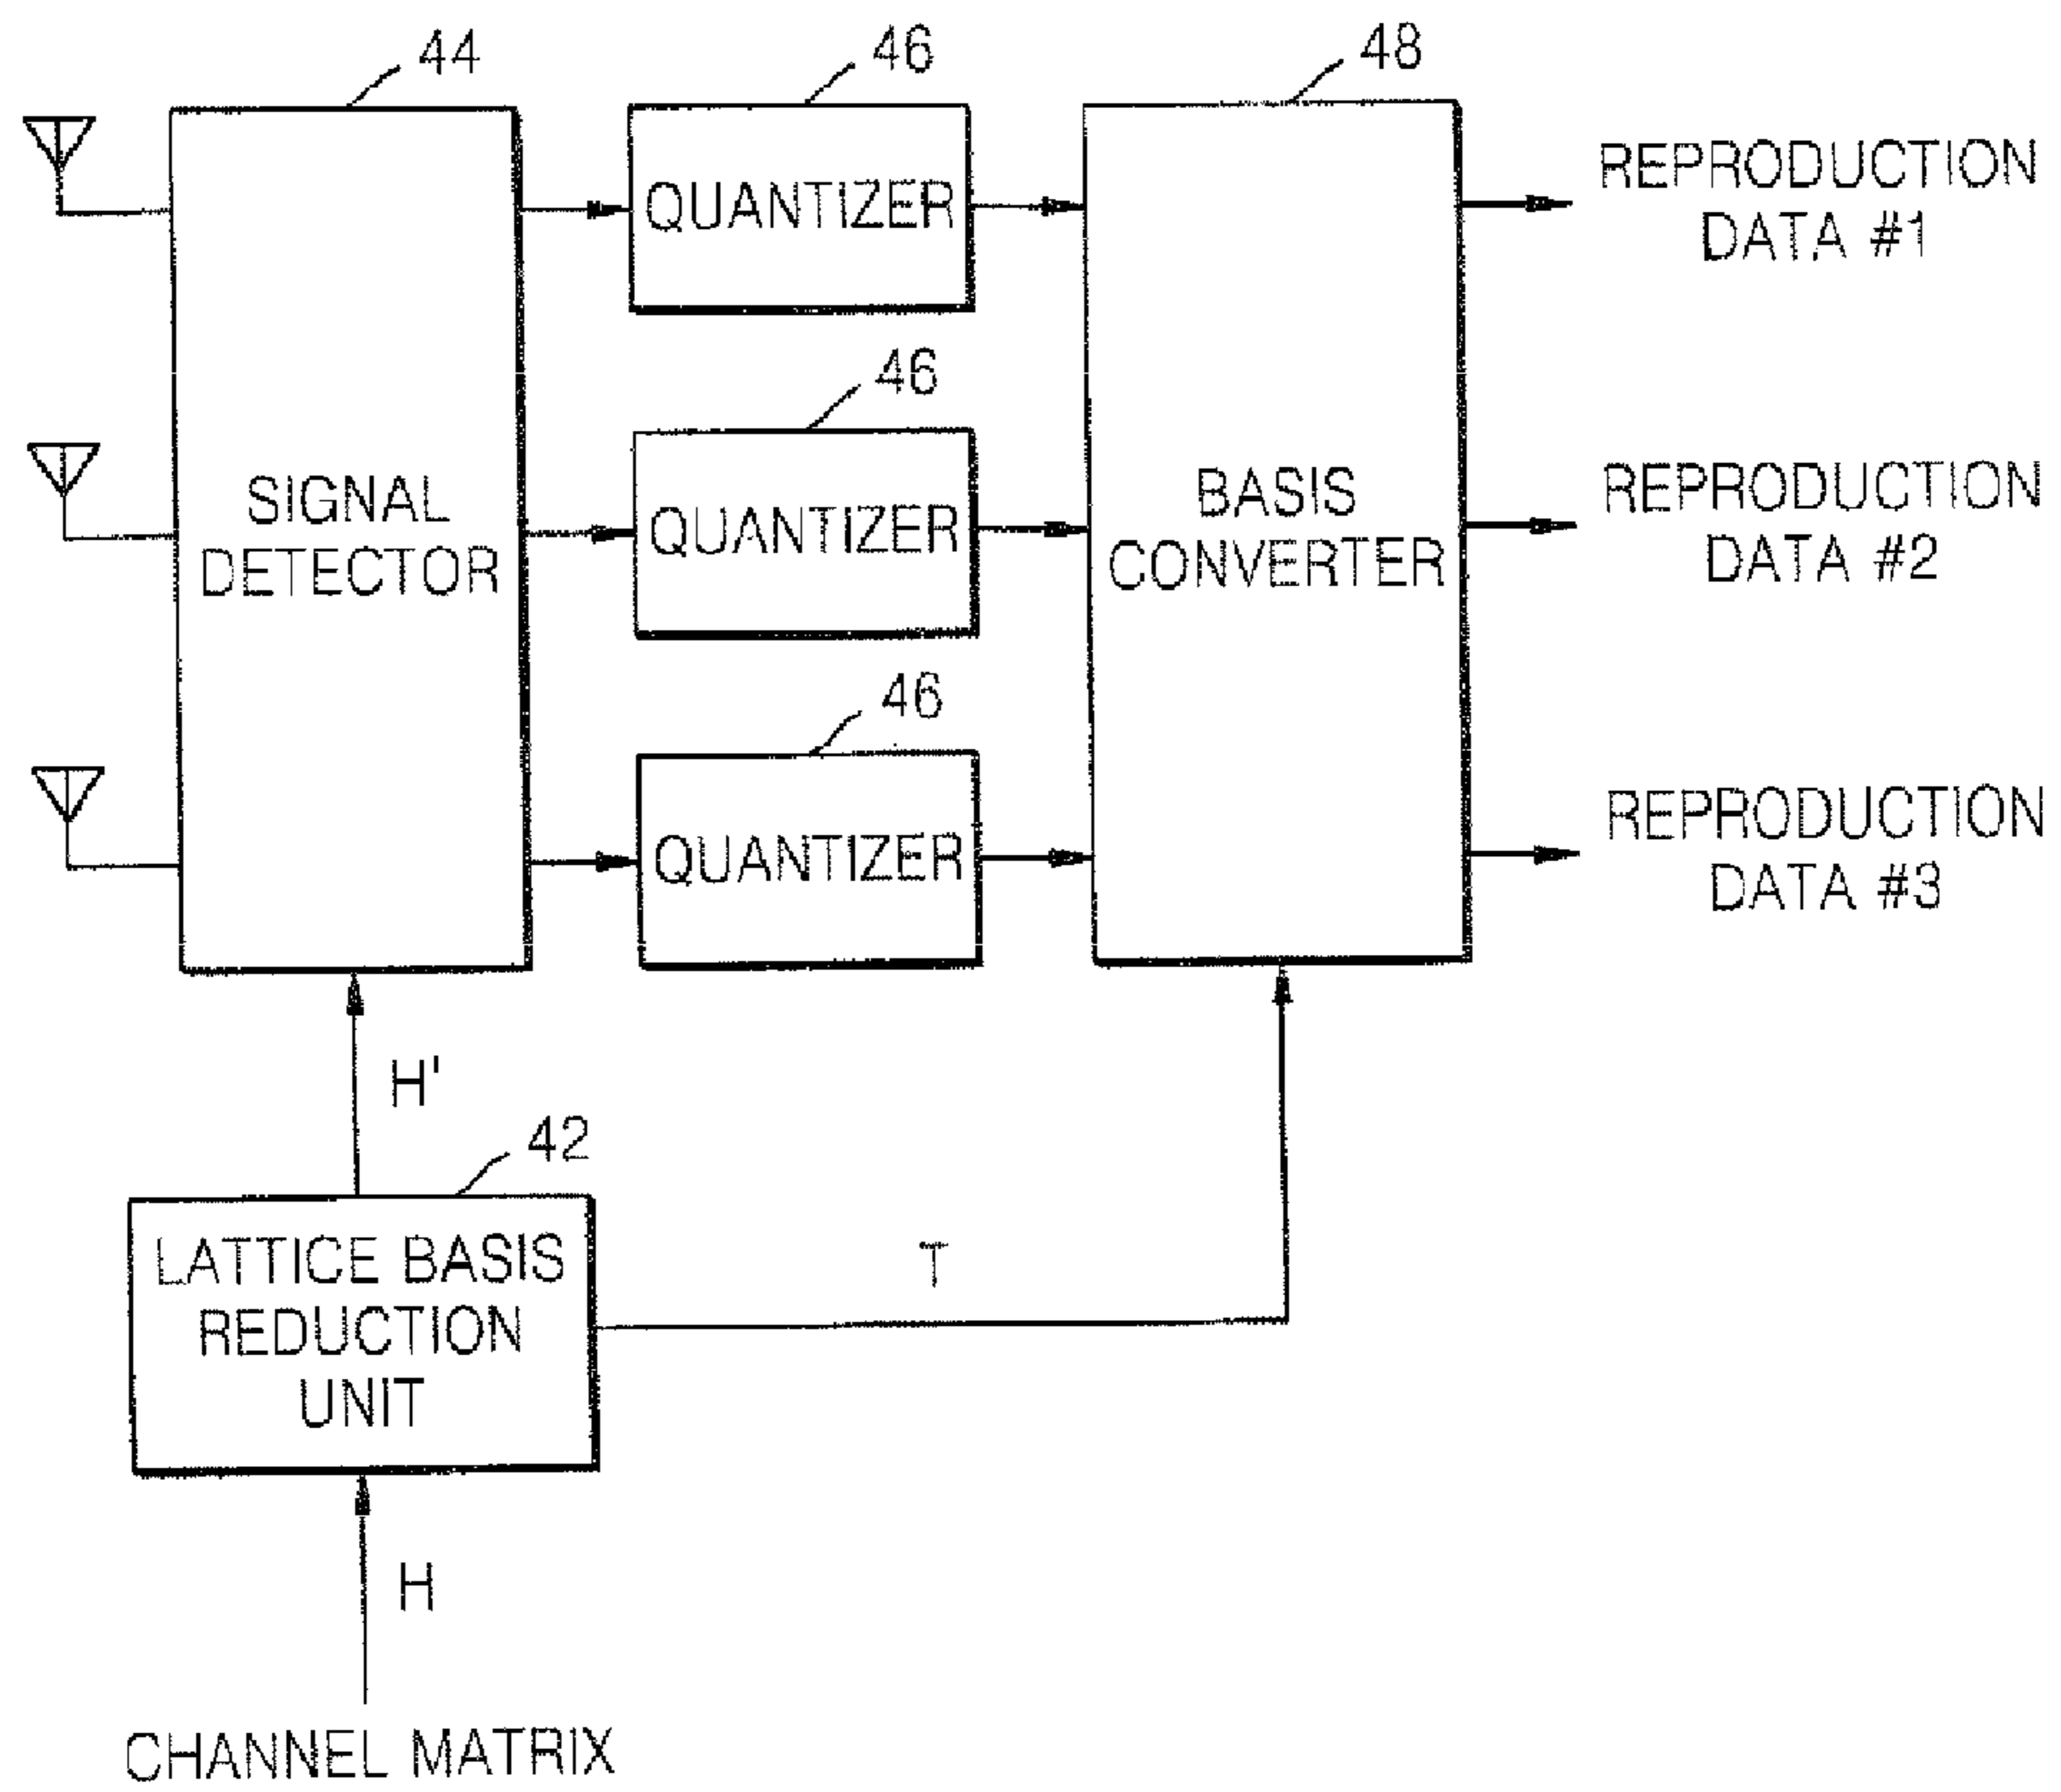 44
46
48
QUANTIZER
REPRODUCTION
DATA #1
46
SIGNAL
DETECTOR
QUANTIZER
BASIS
CONVERTER
REPRODUCTION
DATA #2
46
QUANTIZER
REPRODUCTION
DATA #3
H'
42
LATTICE BASIS
REDUCTION
UNIT
T
H
CHANNEL MATRIX